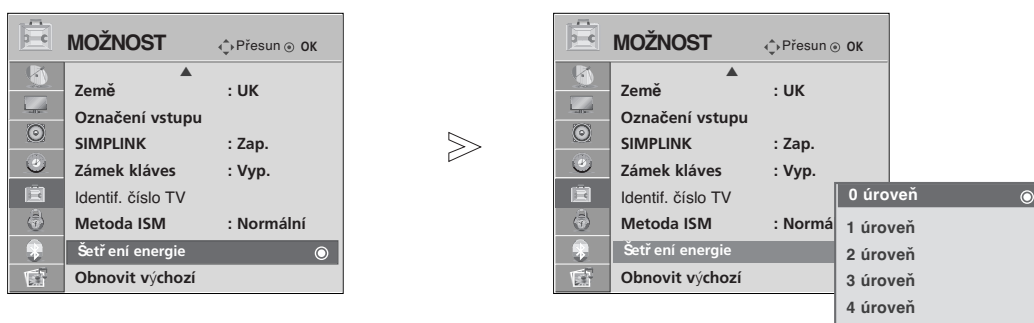 MOŽNOST Přesun OK
Země : UK
Označení vstupu
SIMPLINK : Zap.
Zámek kláves : Vyp.
Identif. číslo TV
Metoda ISM : Normální
Šetř ení energie
Obnovit výchozí
MOŽNOST Přesun OK
Země : UK
Označení vstupu
SIMPLINK : Zap.
Zámek kláves : Vyp.
Identif. číslo TV
Metoda ISM : Normá
Šetř ení energie
Obnovit výchozí
0 úroveň
1 úroveň
2 úroveň
3 úroveň
4 úroveň